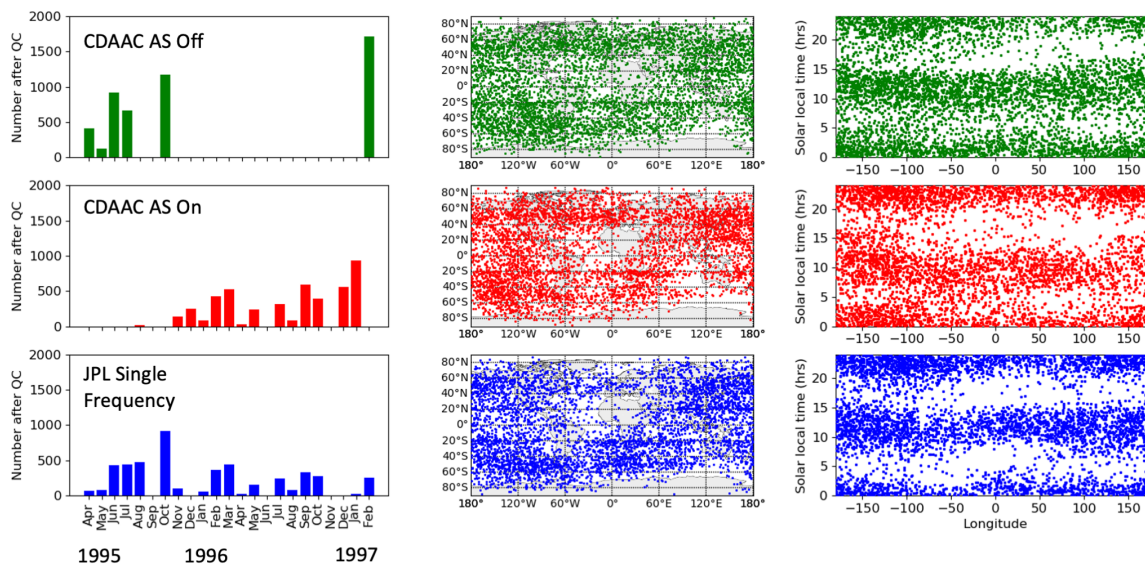 2000
1500
1000
500
0
Number after QC
CDAAC AS Off
80°N
60°N
40°N
20°N
0°
20°S
40°S
60°S
80°S
180° 120°W 60°W 0° 60°E 120°E 180°
Solar local time (hrs)
20
15
10
5
0
−150 −100 −50 0 50 100 150
2000
1500
1000
500
0
Number after QC
CDAAC AS On
80°N
60°N
40°N
20°N
0°
20°S
40°S
60°S
80°S
180° 120°W 60°W 0° 60°E 120°E 180°
Solar local time (hrs)
20
15
10
5
0
−150 −100 −50 0 50 100 150
2000
1500
1000
500
0
Number after QC
JPL Single
Frequency
Apr May Jun Jul Aug Sep Oct Nov Dec Jan Feb Mar Apr May Jun Jul Aug Sep Oct Nov Dec Jan Feb
1995 1996 1997
80°N
60°N
40°N
20°N
0°
20°S
40°S
60°S
80°S
180° 120°W 60°W 0° 60°E 120°E 180°
Solar local time (hrs)
20
15
10
5
0
−150 −100 −50 0 50 100 150
Longitude